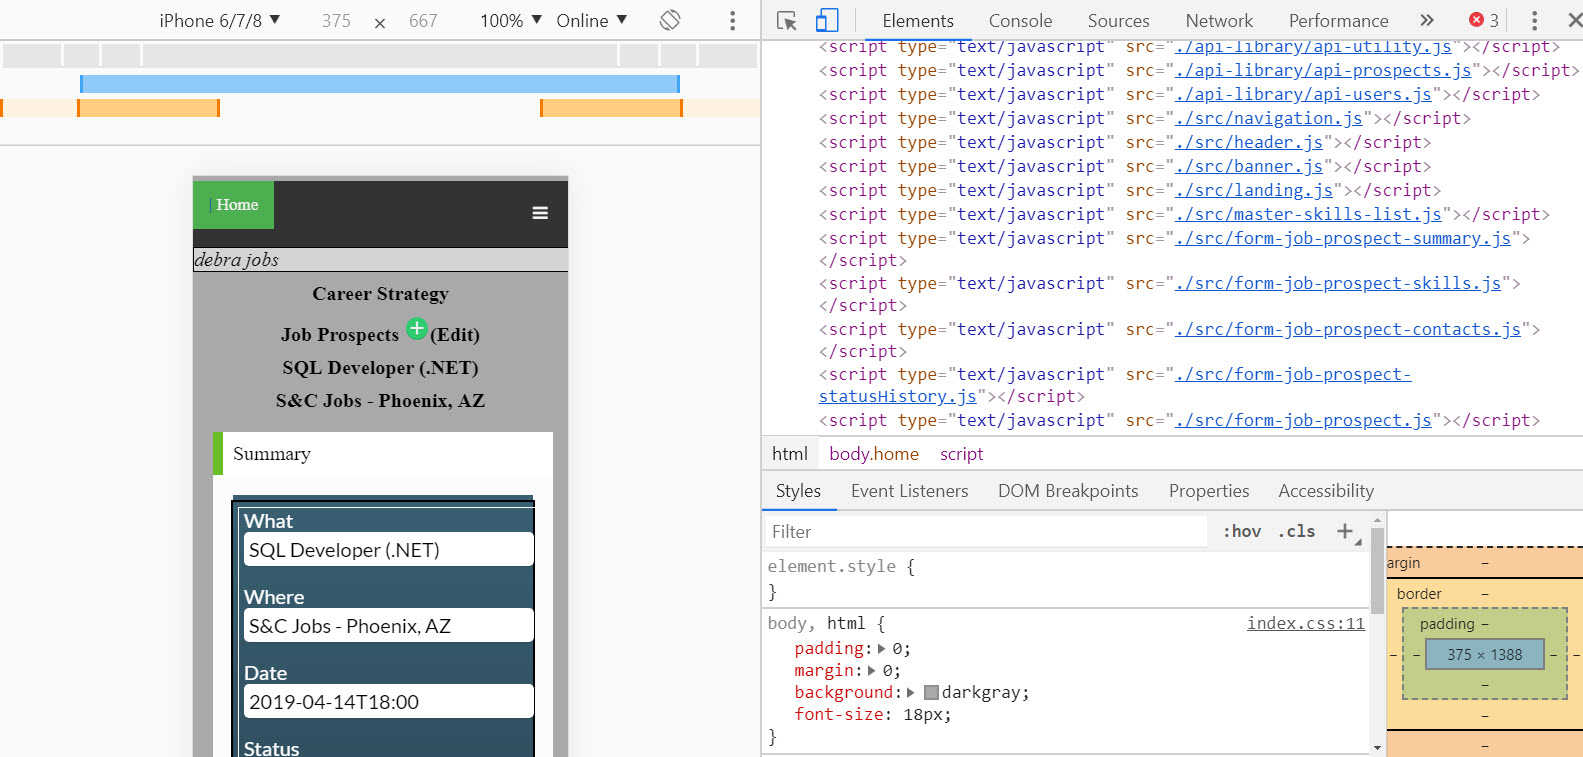 iPhone 6/7/8 ▼ 375 × 667 100% ▼ Online ▼
| Home
debra jobs
Career Strategy
Job Prospects + (Edit)
SQL Developer (.NET)
S&C Jobs - Phoenix, AZ
Summary
What
SQL Developer (.NET)
Where
S&C Jobs - Phoenix, AZ
Date
2019-04-14T18:00
Status
Elements Console Sources Network Performance » 3
<script type="text/javascript" src="./api-library/api-utility.js"></script>
<script type="text/javascript" src="./api-library/api-prospects.js"></script>
<script type="text/javascript" src="./api-library/api-users.js"></script>
<script type="text/javascript" src="./src/navigation.js"></script>
<script type="text/javascript" src="./src/header.js"></script>
<script type="text/javascript" src="./src/banner.js"></script>
<script type="text/javascript" src="./src/landing.js"></script>
<script type="text/javascript" src="./src/master-skills-list.js"></script>
<script type="text/javascript" src="./src/form-job-prospect-summary.js">
</script>
<script type="text/javascript" src="./src/form-job-prospect-skills.js">
</script>
<script type="text/javascript" src="./src/form-job-prospect-contacts.js">
</script>
<script type="text/javascript" src="./src/form-job-prospect-
statusHistory.js"></script>
<script type="text/javascript" src="./src/form-job-prospect.js"></script>
html body.home script
Styles Event Listeners DOM Breakpoints Properties Accessibility
Filter :hov .cls +
element.style {
}
body, html { index.css:11
padding: 0;
margin: 0;
background: darkgray;
font-size: 18px;
}
argin –
border –
padding –
– – 375 × 1388 – –
–
–
–